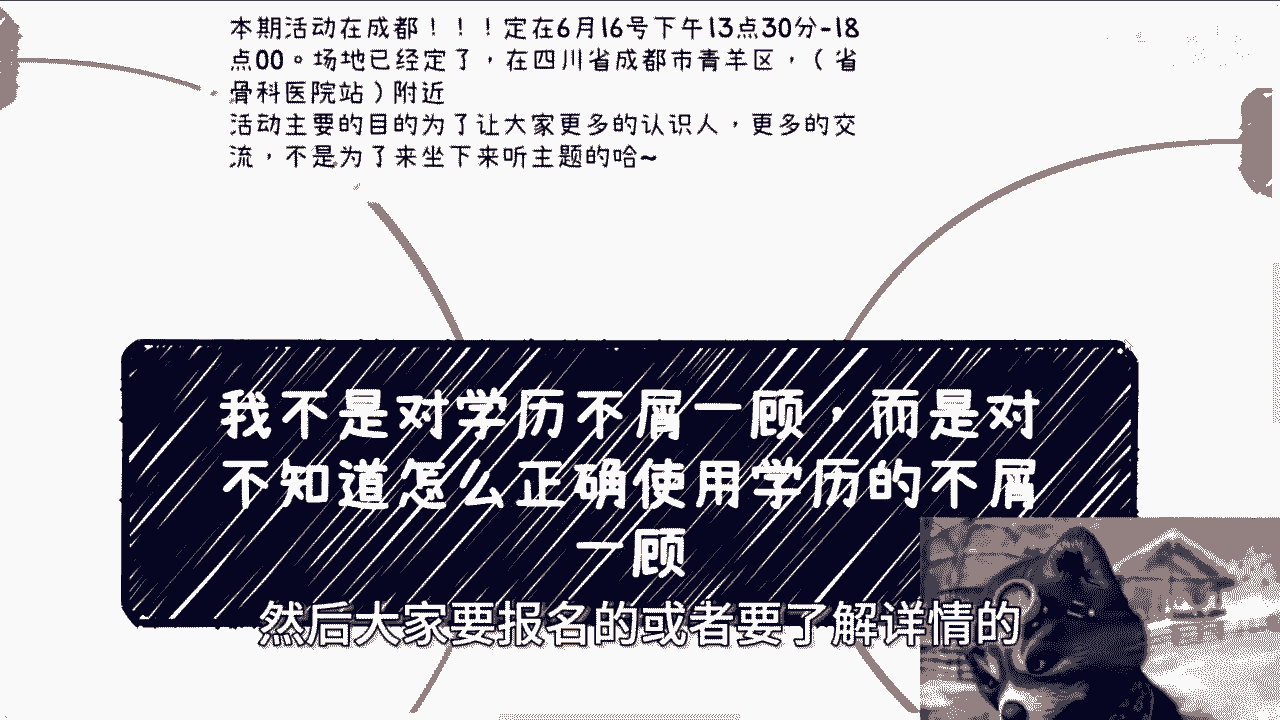 本期活动在成都！！！定在6月16号下午13点30分-18
点00。场地已经定了，在四川省成都市青羊区，（省
骨科医院站）附近
活动主要的目的为了让大家更多的认识人，更多的交
流，不是为了来坐下来听主题的哈~
我不是对学历不屑一顾，而是对
不知道怎么正确使用学历的不屑
一顾
然后大家要报名的或者要了解详情的